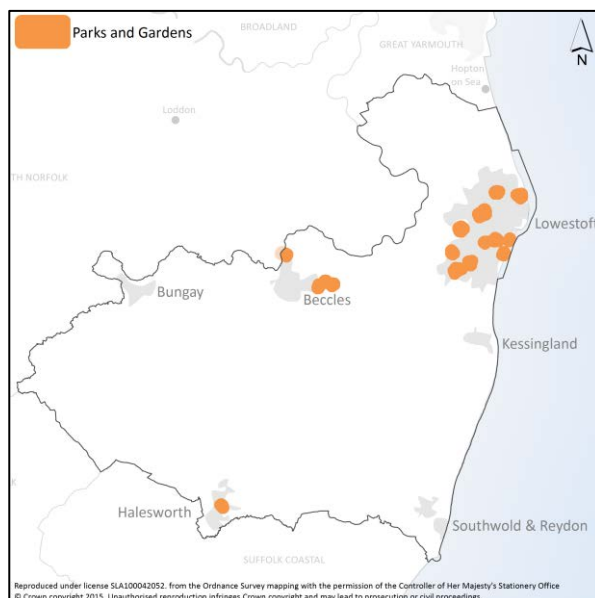 Parks and Gardens
BROADLAND
GREAT YARMOUTH
Hopton
on Sea
N
Loddon
TH NORFOLK
Lowestoft
Bungay
Beccles
Kessingland
Halesworth
Southwold & Reydon
SUFFOLK COASTAL
Reproduced under license SLA100042052. from the Ordnance Survey mapping with the permission of the Controller of Her Majesty's Stationery Office
© Crown copyright 2015. Unauthorised reproduction infringes Crown copyright and may lead to prosecution or civil proceedings